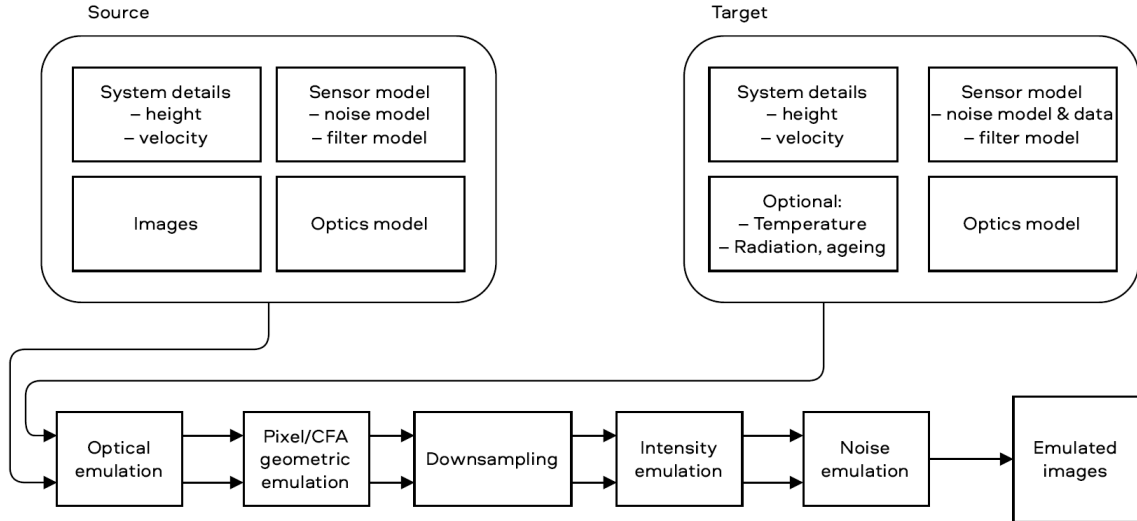 Source
System details
– height
– velocity
Sensor model
– noise model
– filter model
Images
Optics model
Target
System details
– height
– velocity
Sensor model
– noise model & data
– filter model
Optional:
– Temperature
– Radiation, ageing
Optics model
Optical
emulation
Pixel/CFA
geometric
emulation
Downsampling
Intensity
emulation
Noise
emulation
Emulated
images